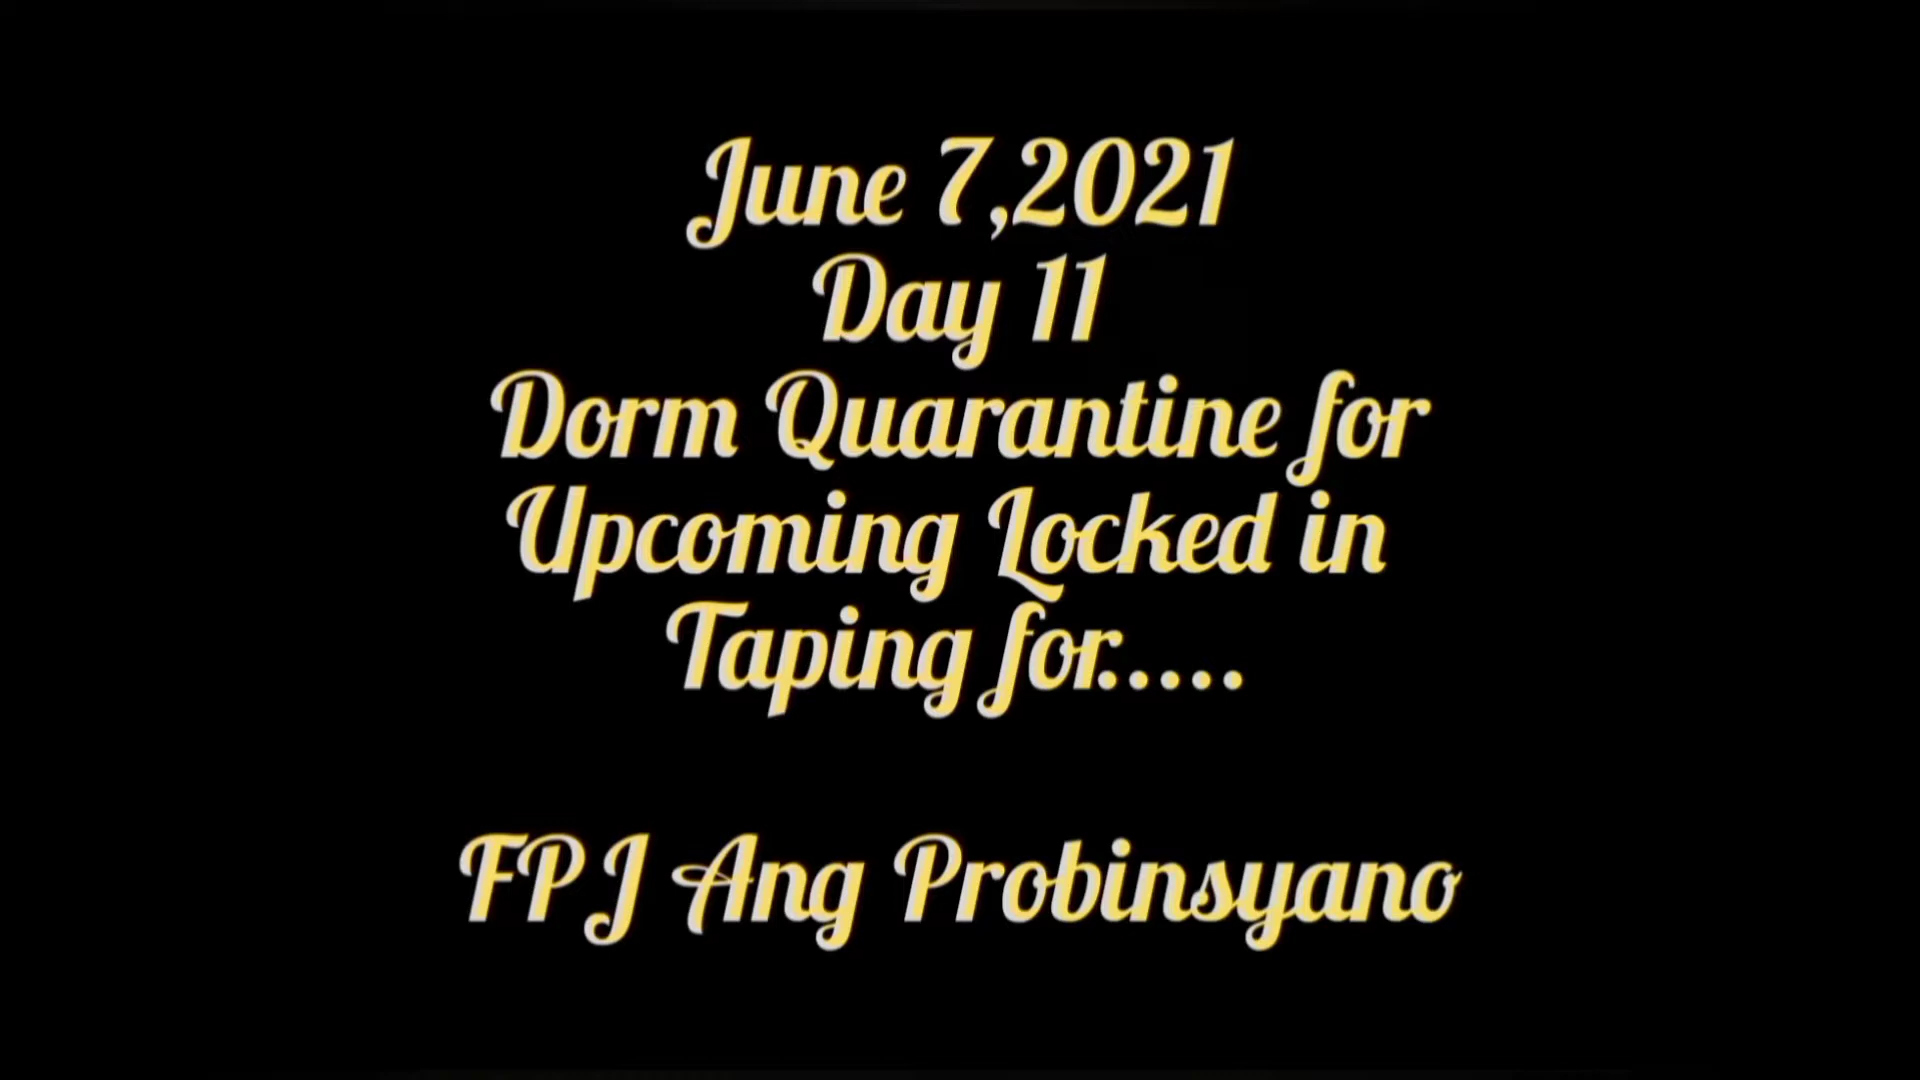 June 7,2021
Day 11
Dorm Quarantine for
Upcoming Locked in
Taping for.....
FPJ Ang Probinsyano